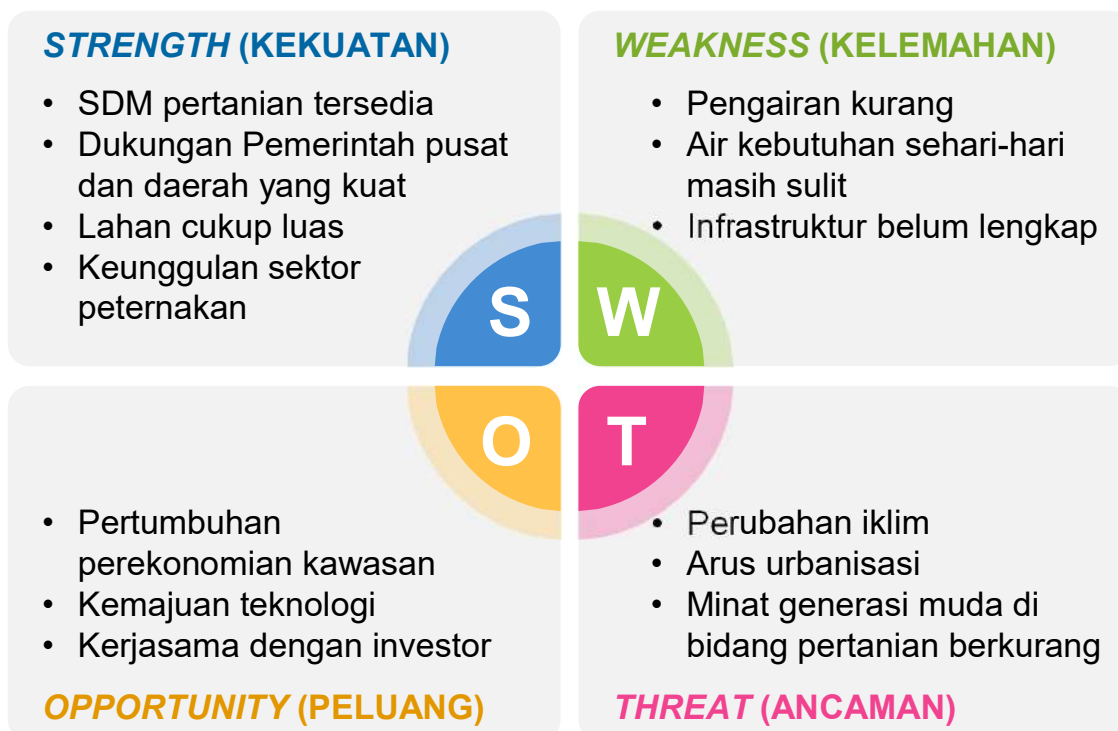 STRENGTH (KEKUATAN)
• SDM pertanian tersedia
• Dukungan Pemerintah pusat
dan daerah yang kuat
• Lahan cukup luas
• Keunggulan sektor
peternakan
WEAKNESS (KELEMAHAN)
• Pengairan kurang
• Air kebutuhan sehari-hari
masih sulit
• Infrastruktur belum lengkap
S
W
O
T
• Pertumbuhan
perekonomian kawasan
• Kemajuan teknologi
• Kerjasama dengan investor
OPPORTUNITY (PELUANG)
• Perubahan iklim
• Arus urbanisasi
• Minat generasi muda di
bidang pertanian berkurang
THREAT (ANCAMAN)